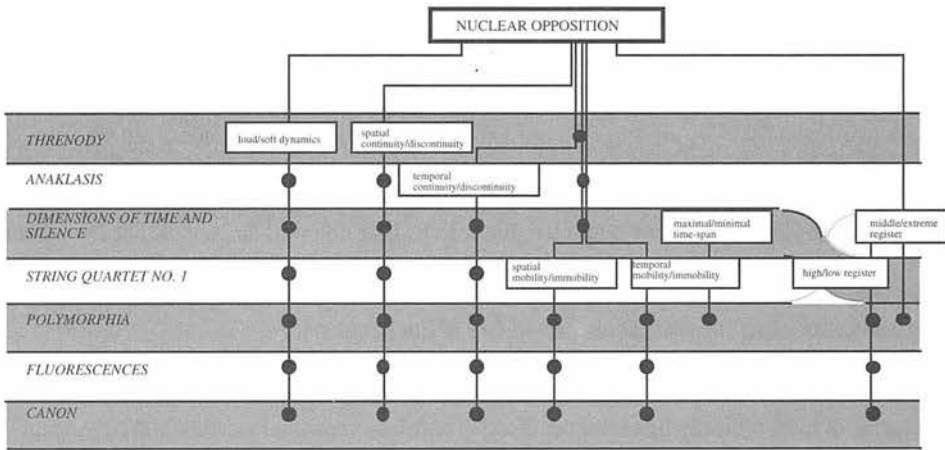 NUCLEAR OPPOSITION
THRENODY
loud/soft dynamics
spatial
continuity/discontinuity
ANAKLASIS
temporal
continuity/discontinuity
DIMENSIONS OF TIME AND
SILENCE
maximal/minimal
time-span
middle/extreme
register
STRING QUARTET NO. 1
spatial
mobility/immobility
temporal
mobility/immobility
high/low register
POLYMORPHIA
FLUORESCENCES
CANON